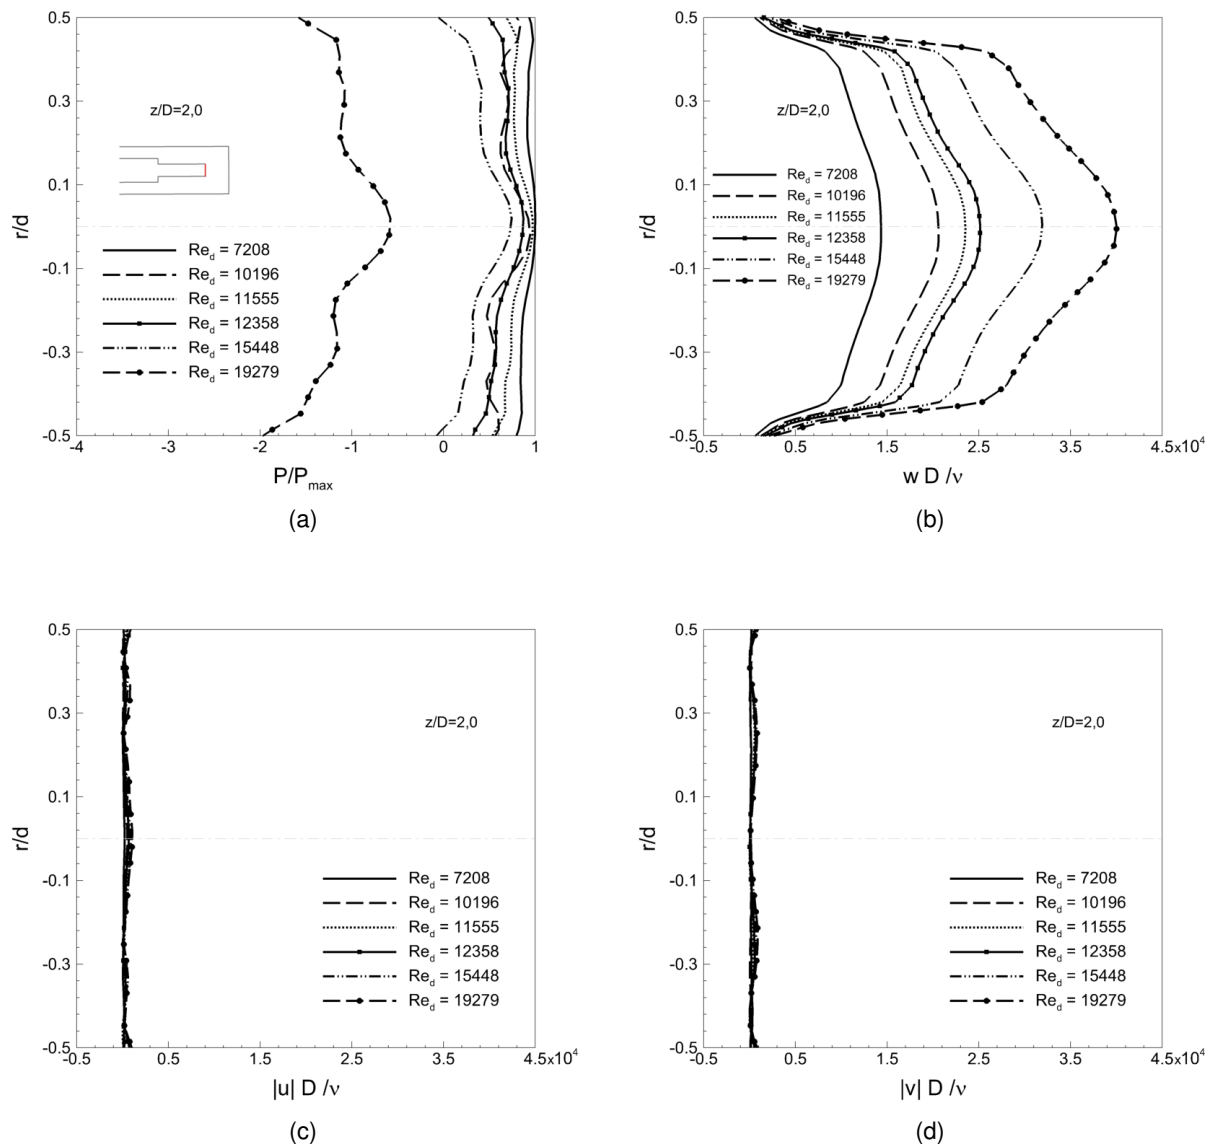 0.5
0.3
0.1
-0.1
-0.3
-0.5
r/d
z/D=2,0
Re_d = 7208
Re_d = 10196
Re_d = 11555
Re_d = 12358
Re_d = 15448
Re_d = 19279
-4 -3 -2 -1 0 1
P/P_max
(a)
0.5
0.3
0.1
-0.1
-0.3
-0.5
r/d
z/D=2,0
Re_d = 7208
Re_d = 10196
Re_d = 11555
Re_d = 12358
Re_d = 15448
Re_d = 19279
-0.5 0.5 1.5 2.5 3.5 4.5x10⁴
w D /ν
(b)
0.5
0.3
0.1
-0.1
-0.3
-0.5
r/d
z/D=2,0
Re_d = 7208
Re_d = 10196
Re_d = 11555
Re_d = 12358
Re_d = 15448
Re_d = 19279
-0.5 0.5 1.5 2.5 3.5 4.5x10⁴
|u| D /ν
(c)
0.5
0.3
0.1
-0.1
-0.3
-0.5
r/d
z/D=2,0
Re_d = 7208
Re_d = 10196
Re_d = 11555
Re_d = 12358
Re_d = 15448
Re_d = 19279
-0.5 0.5 1.5 2.5 3.5 4.5x10⁴
|v| D /ν
(d)